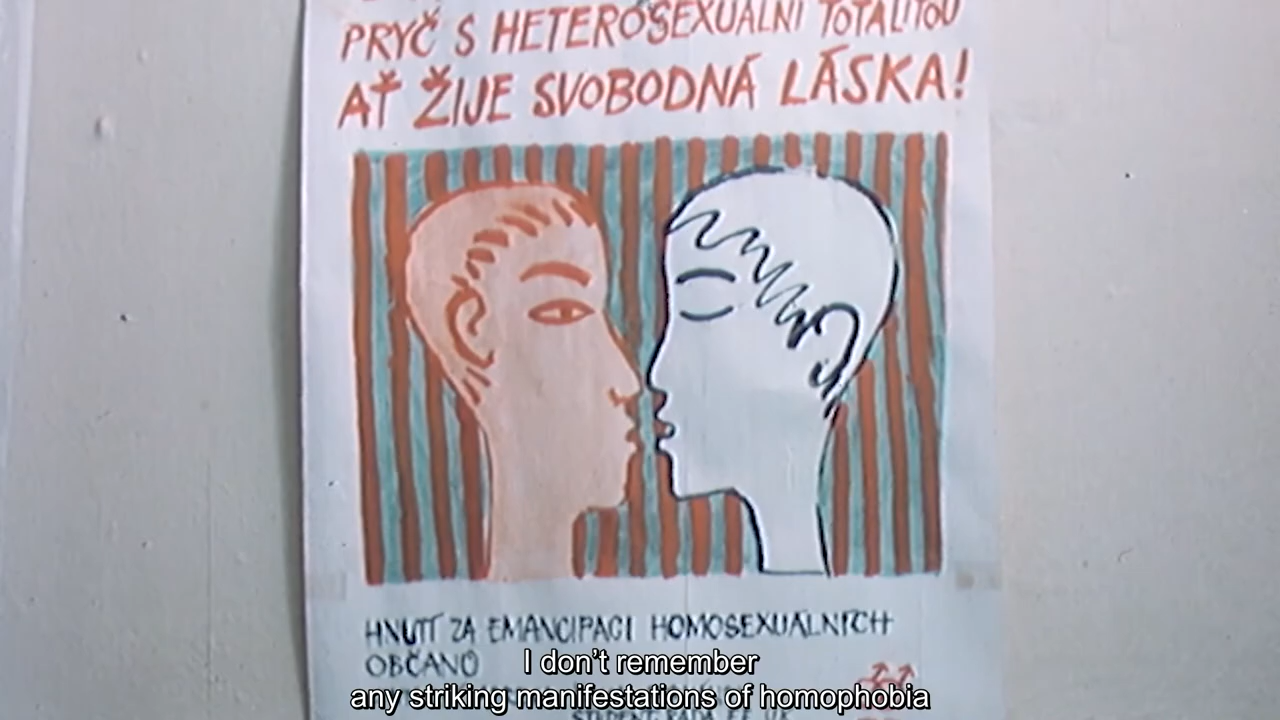 PRYČ S HETEROSEXUÁLNÍ TOTALITOU
AŤ ŽIJE SVOBODNÁ LÁSKA!
HNUTÍ ZA EMANCIPACI HOMOSEXUÁLNÍCH
OBČANŮ
I don't remember
any striking manifestations of homophobia